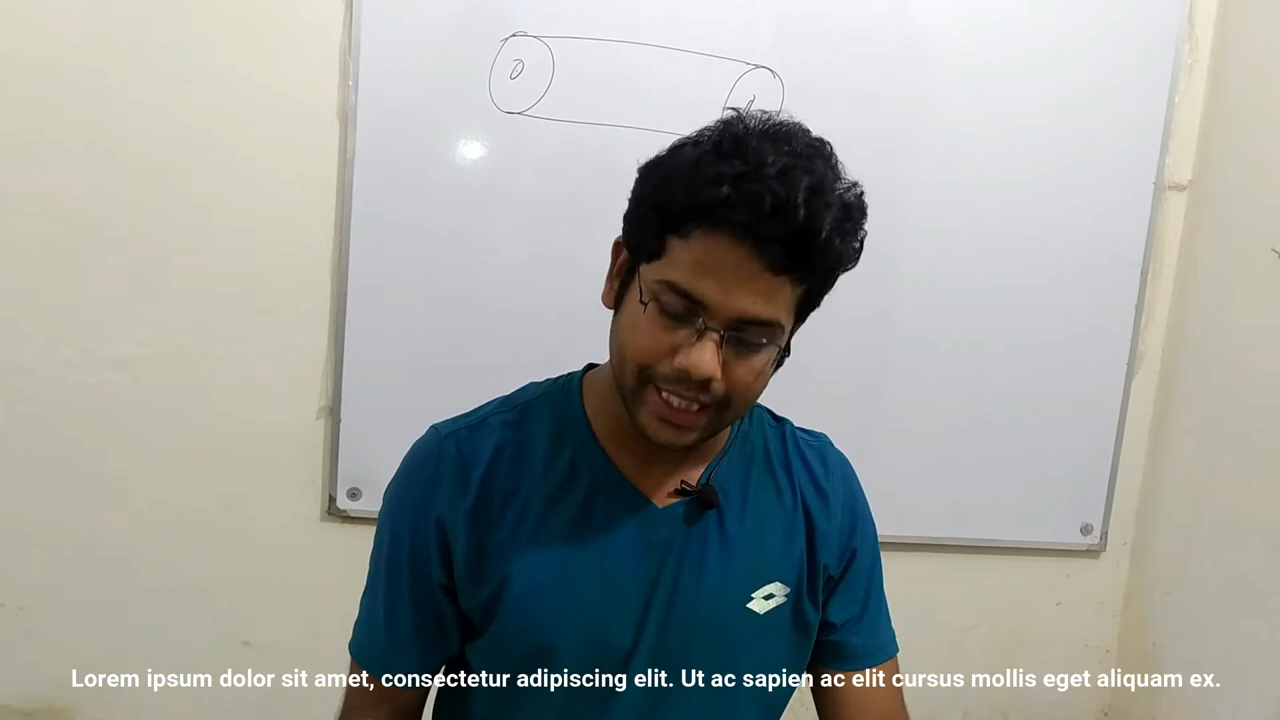 Lorem ipsum dolor sit amet, consectetur adipiscing elit. Ut ac sapien ac elit cursus mollis eget aliquam ex.